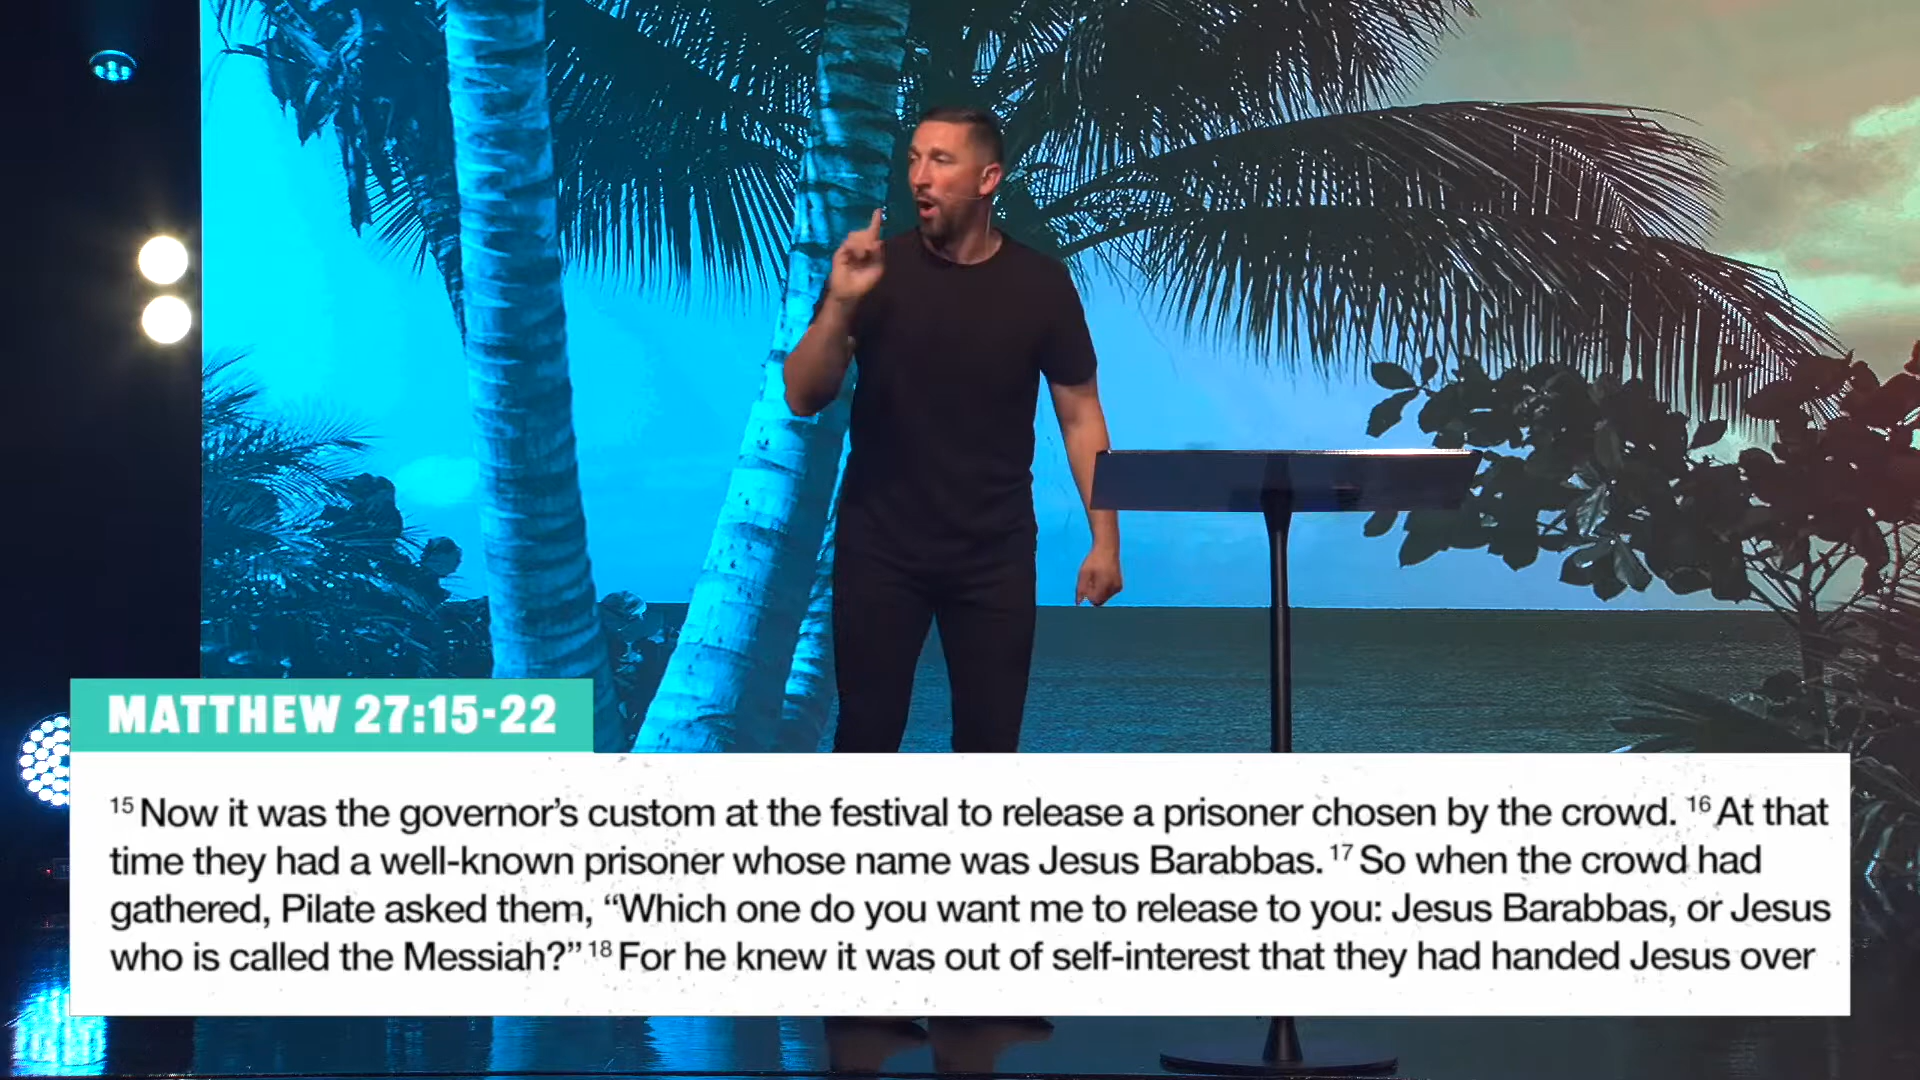 MATTHEW 27:15-22
15 Now it was the governor’s custom at the festival to release a prisoner chosen by the crowd. 16 At that
time they had a well-known prisoner whose name was Jesus Barabbas. 17 So when the crowd had
gathered, Pilate asked them, “Which one do you want me to release to you: Jesus Barabbas, or Jesus
who is called the Messiah?” 18 For he knew it was out of self-interest that they had handed Jesus over